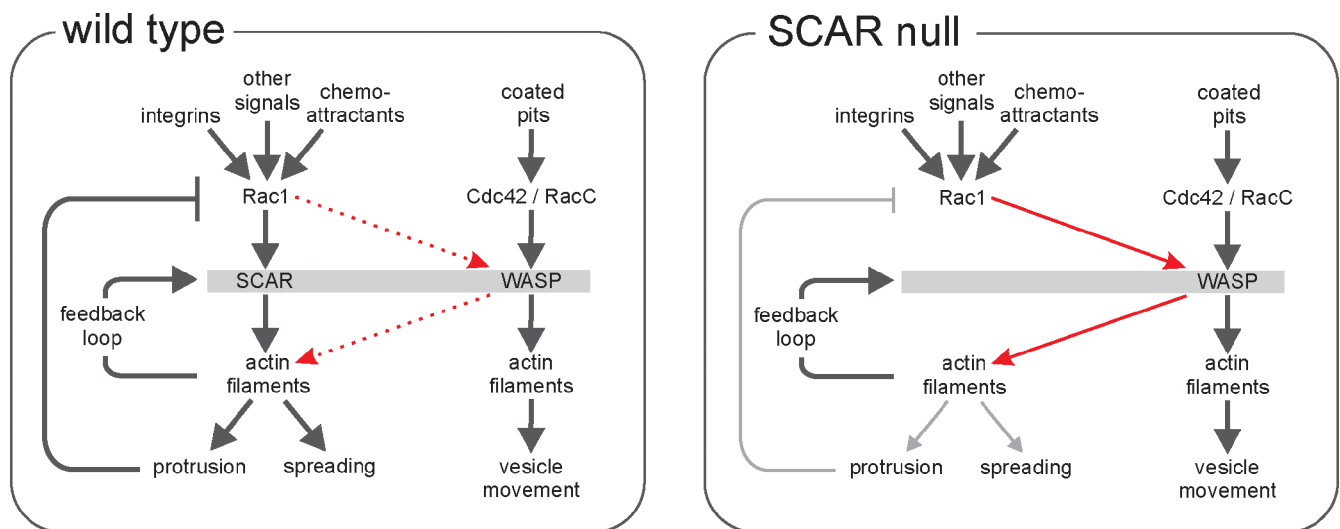 wild type
other
signals
chemo-
attractants
integrins
coated
pits
Rac1
Cdc42 / RacC
SCAR
WASP
feedback
loop
actin
filaments
actin
filaments
protrusion
spreading
vesicle
movement
SCAR null
other
signals
chemo-
attractants
integrins
coated
pits
Rac1
Cdc42 / RacC
WASP
feedback
loop
actin
filaments
actin
filaments
protrusion
spreading
vesicle
movement